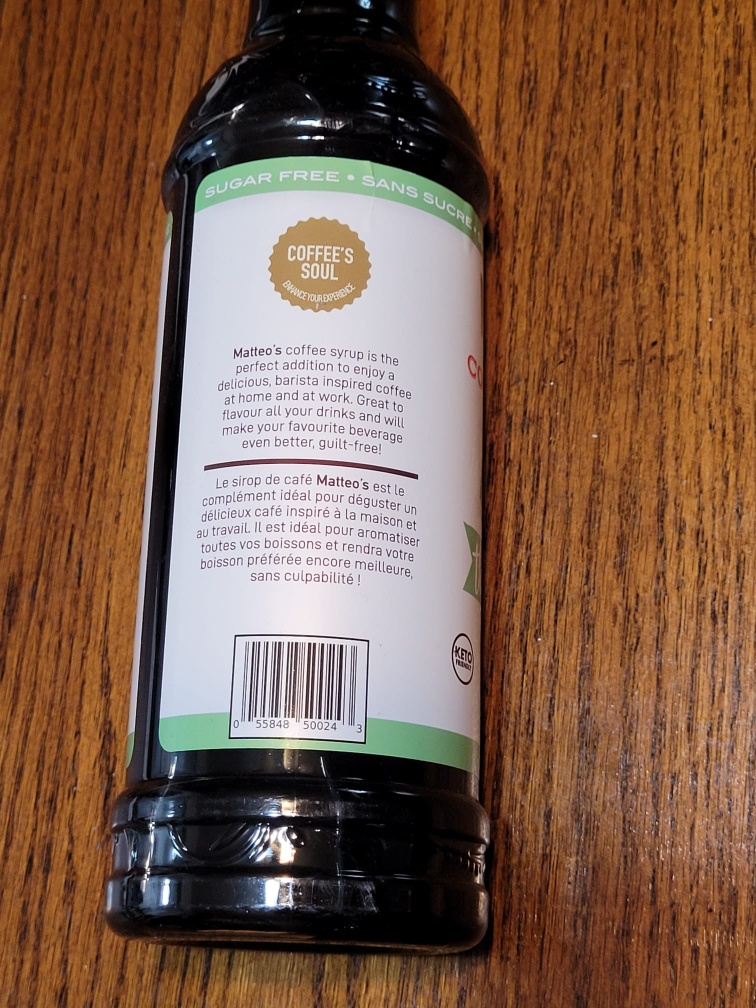 SUGAR FREE • SANS SUCRE •
COFFEE'S
SOUL
ENHANCE YOUR EXPERIENCE
Matteo's coffee syrup is the
perfect addition to enjoy a
delicious, barista inspired coffee
at home and at work. Great to
flavour all your drinks and will
make your favourite beverage
even better, guilt-free!
Le sirop de café Matteo's est le
complément idéal pour déguster un
délicieux café inspiré à la maison et
au travail. Il est idéal pour aromatiser
toutes vos boissons et rendra votre
boisson préférée encore meilleure,
sans culpabilité !
KETO
FRIENDLY
0 55848 50024 3